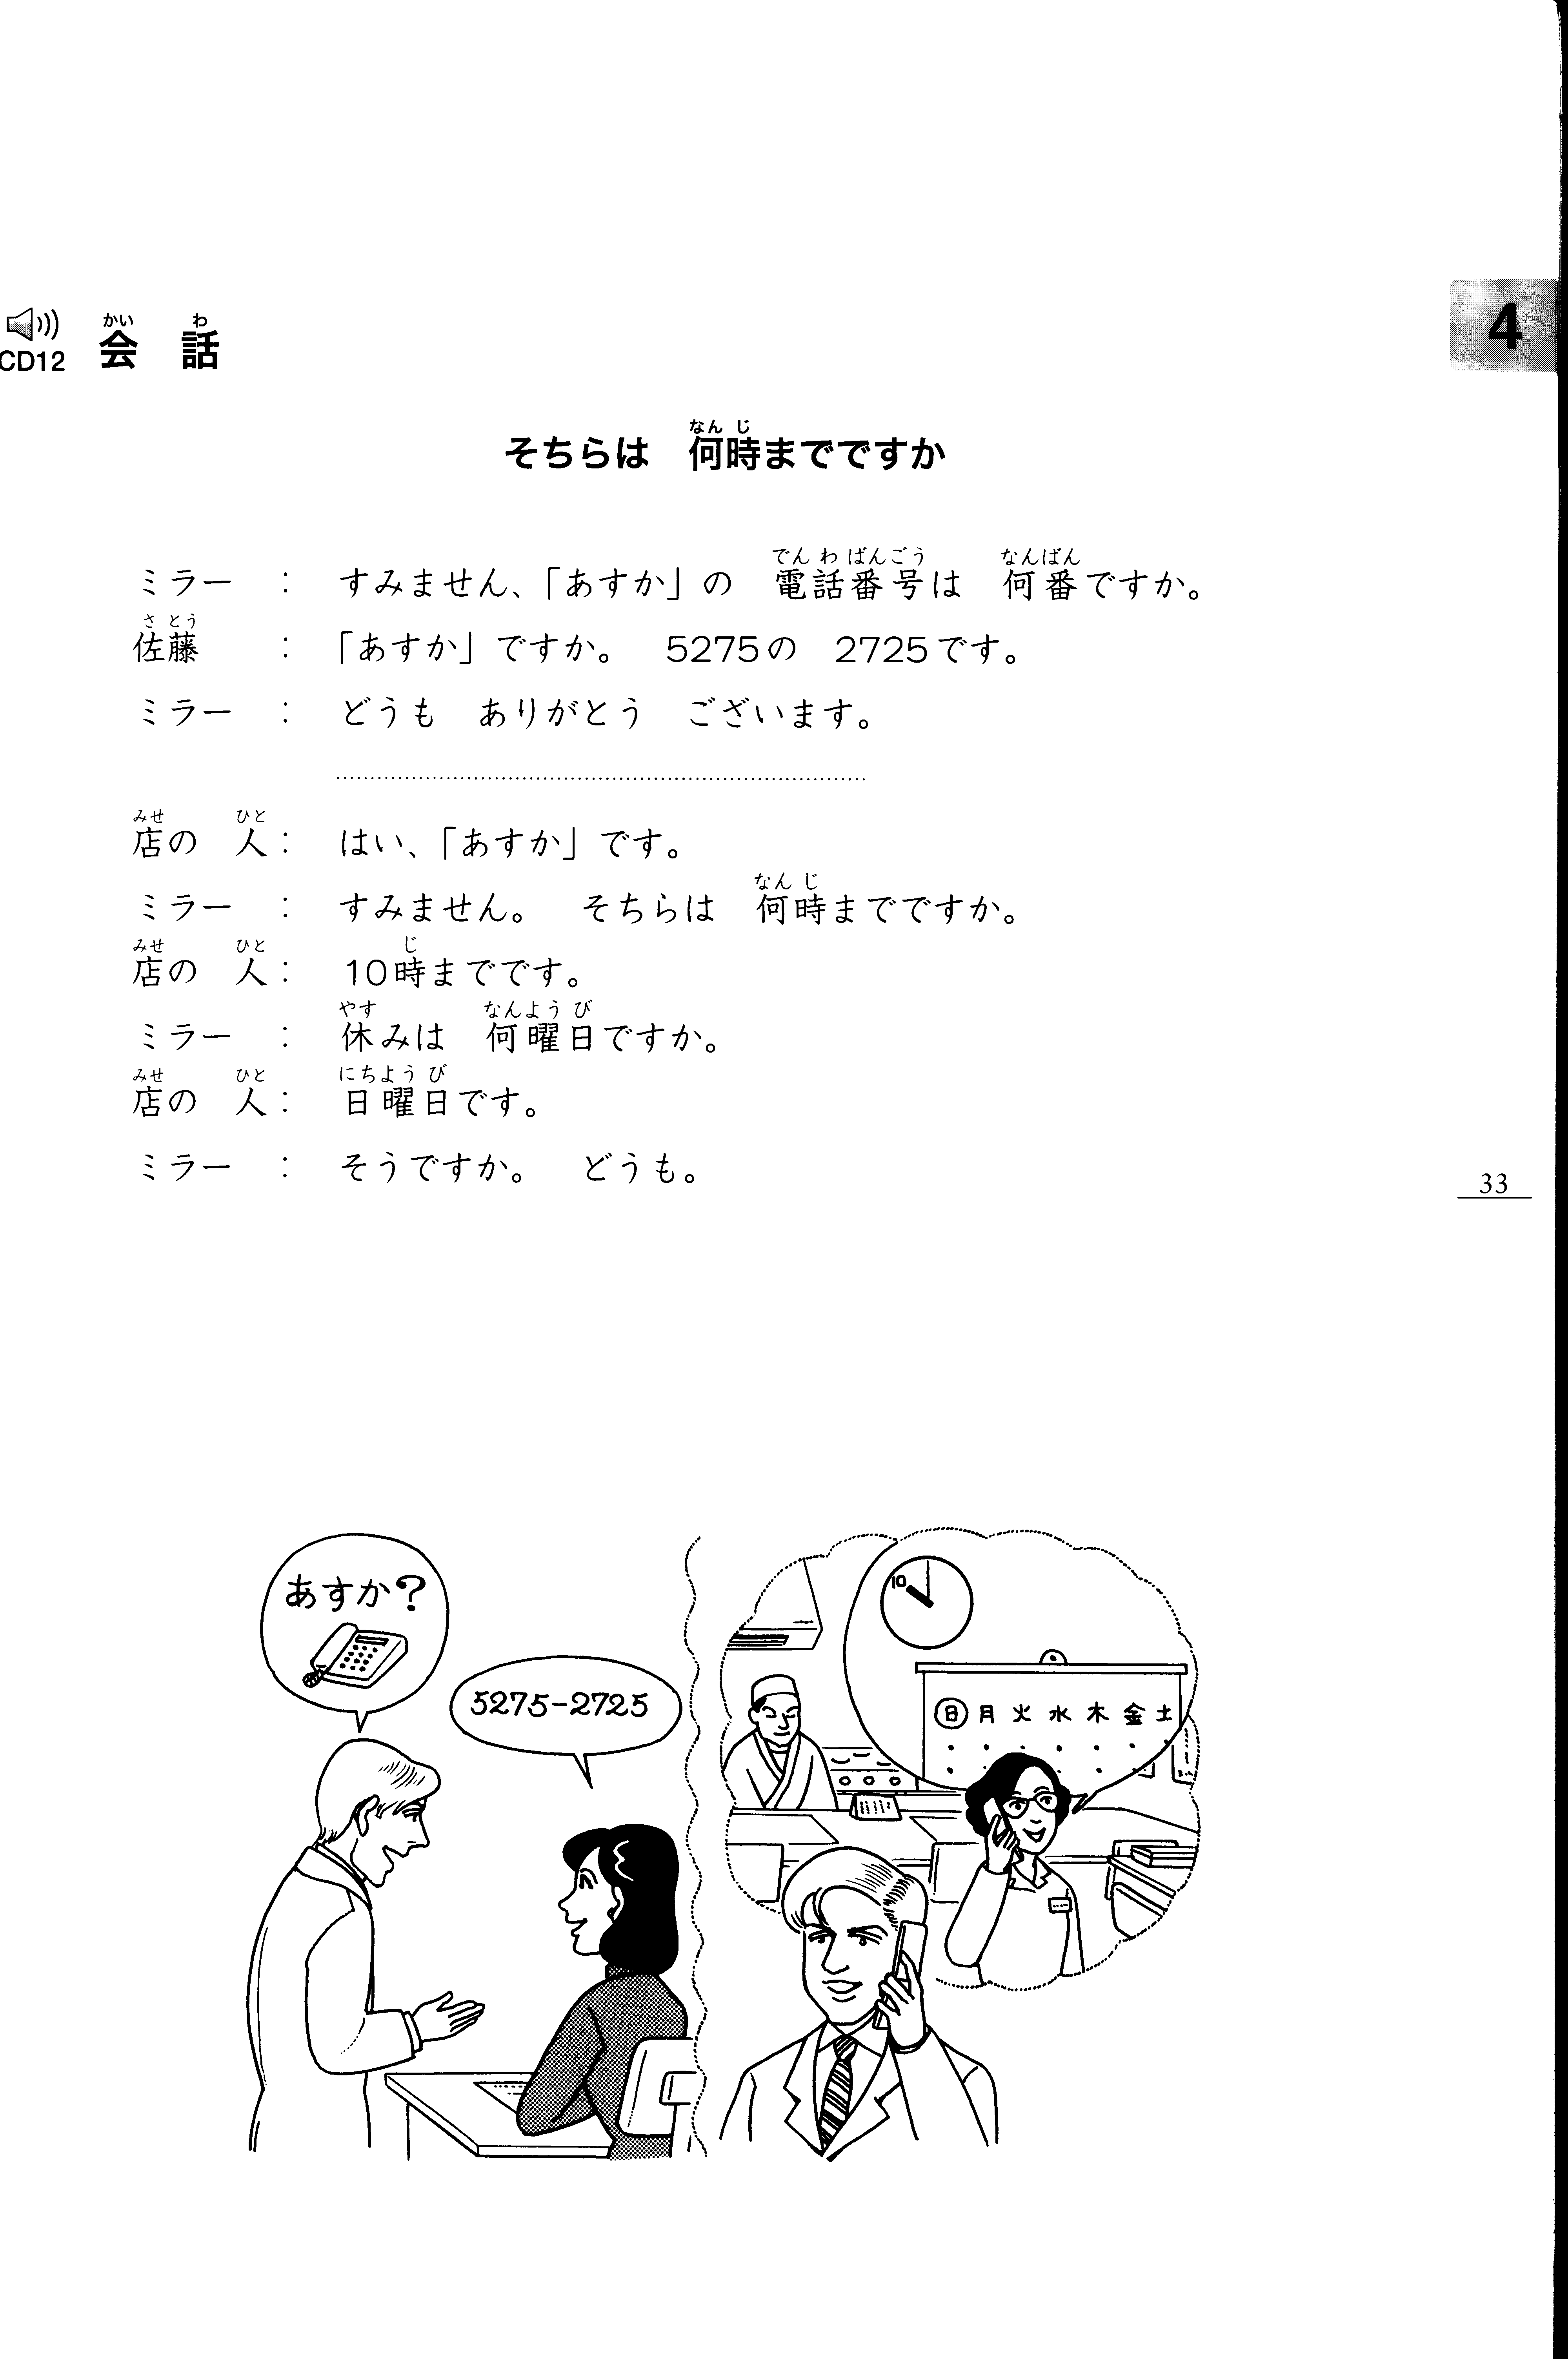 CD12
かい わ
会 話
4
なん じ
そちらは 何時までですか
でん わ ばんごう なんばん
ミラー : すみません、「あすか」の 電話番号は 何番ですか。
さ とう
佐藤 : 「あすか」ですか。 5275の 2725です。
ミラー : どうも ありがとう ございます。
みせ ひと
店の 人: はい、「あすか」です。
なん じ
ミラー : すみません。 そちらは 何時までですか。
みせ ひと じ
店の 人: 10時までです。
やす なんよう び
ミラー : 休みは 何曜日ですか。
みせ ひと にちよう び
店の 人: 日曜日です。
ミラー : そうですか。 どうも。
33
あすか?
5275-2725
10
日 月 火 水 木 金 土